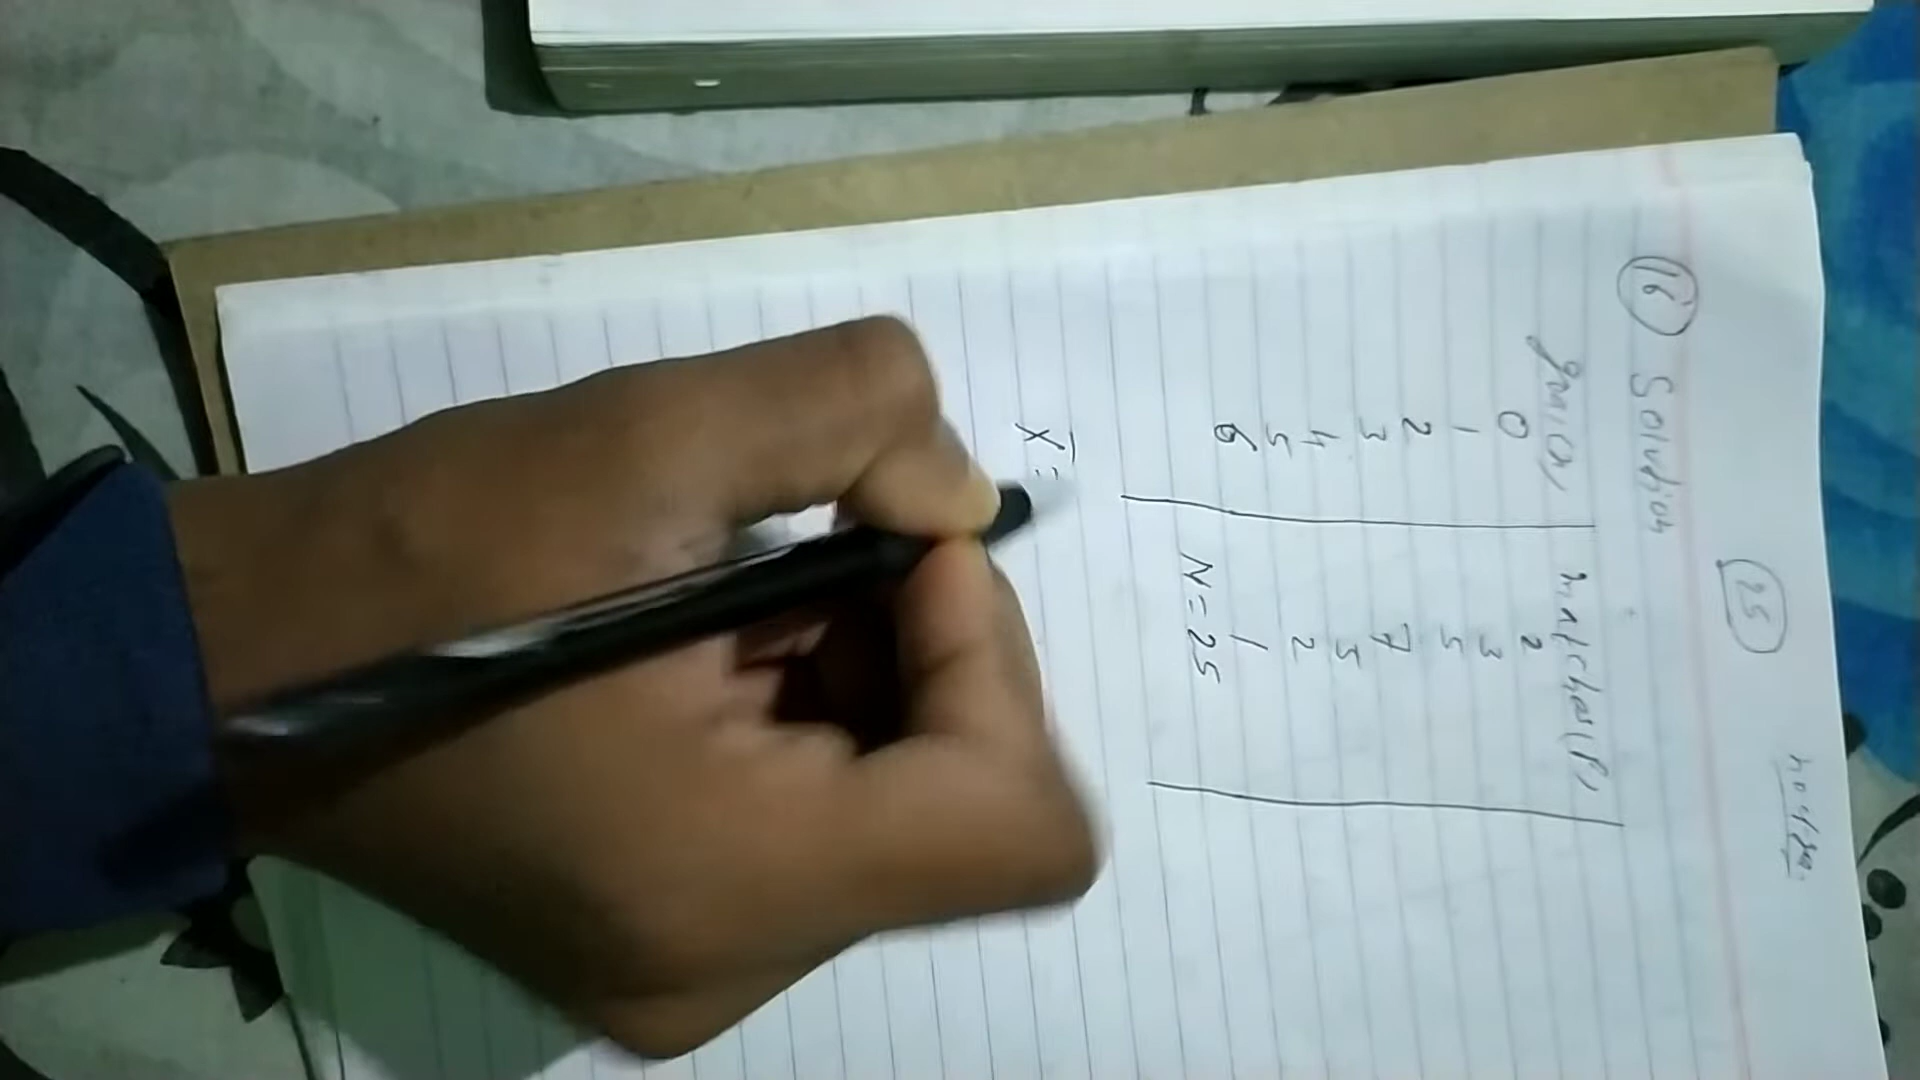 25
16 Solution
matches(f)
0 2
1 3
2 5
3 7
4 5
5 2
6 1
N = 25
X̄ =